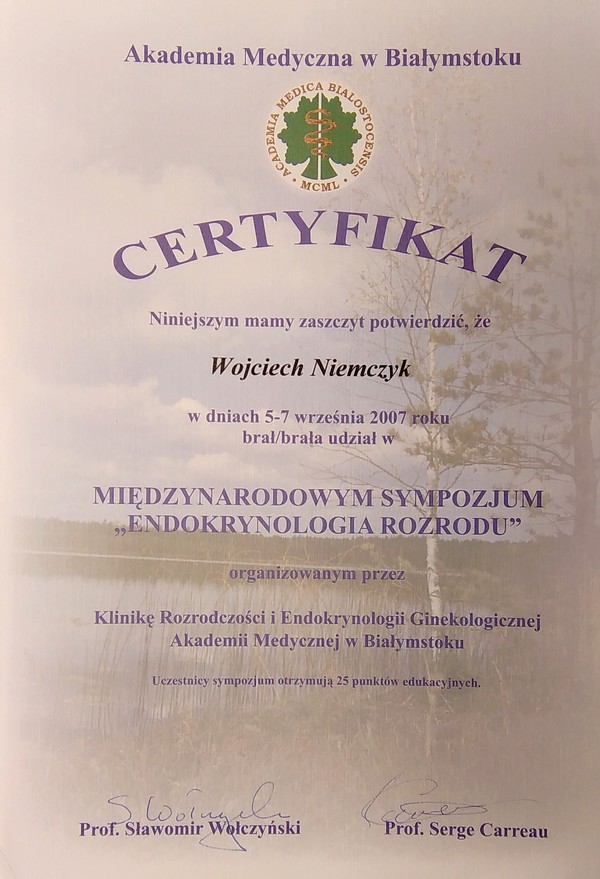 Akademia Medyczna w Białymstoku
ACADEMIA MEDICA BIALOSTOCENSIS
• MCML •
CERTYFIKAT
Niniejszym mamy zaszczyt potwierdzić, że
Wojciech Niemczyk
w dniach 5-7 września 2007 roku
brał/brała udział w
MIĘDZYNARODOWYM SYMPOZJUM
„ENDOKRYNOLOGIA ROZRODU”
organizowanym przez
Klinikę Rozrodczości i Endokrynologii Ginekologicznej
Akademii Medycznej w Białymstoku
Uczestnicy sympozjum otrzymują 25 punktów edukacyjnych.
Prof. Sławomir Wołczyński
Prof. Serge Carreau